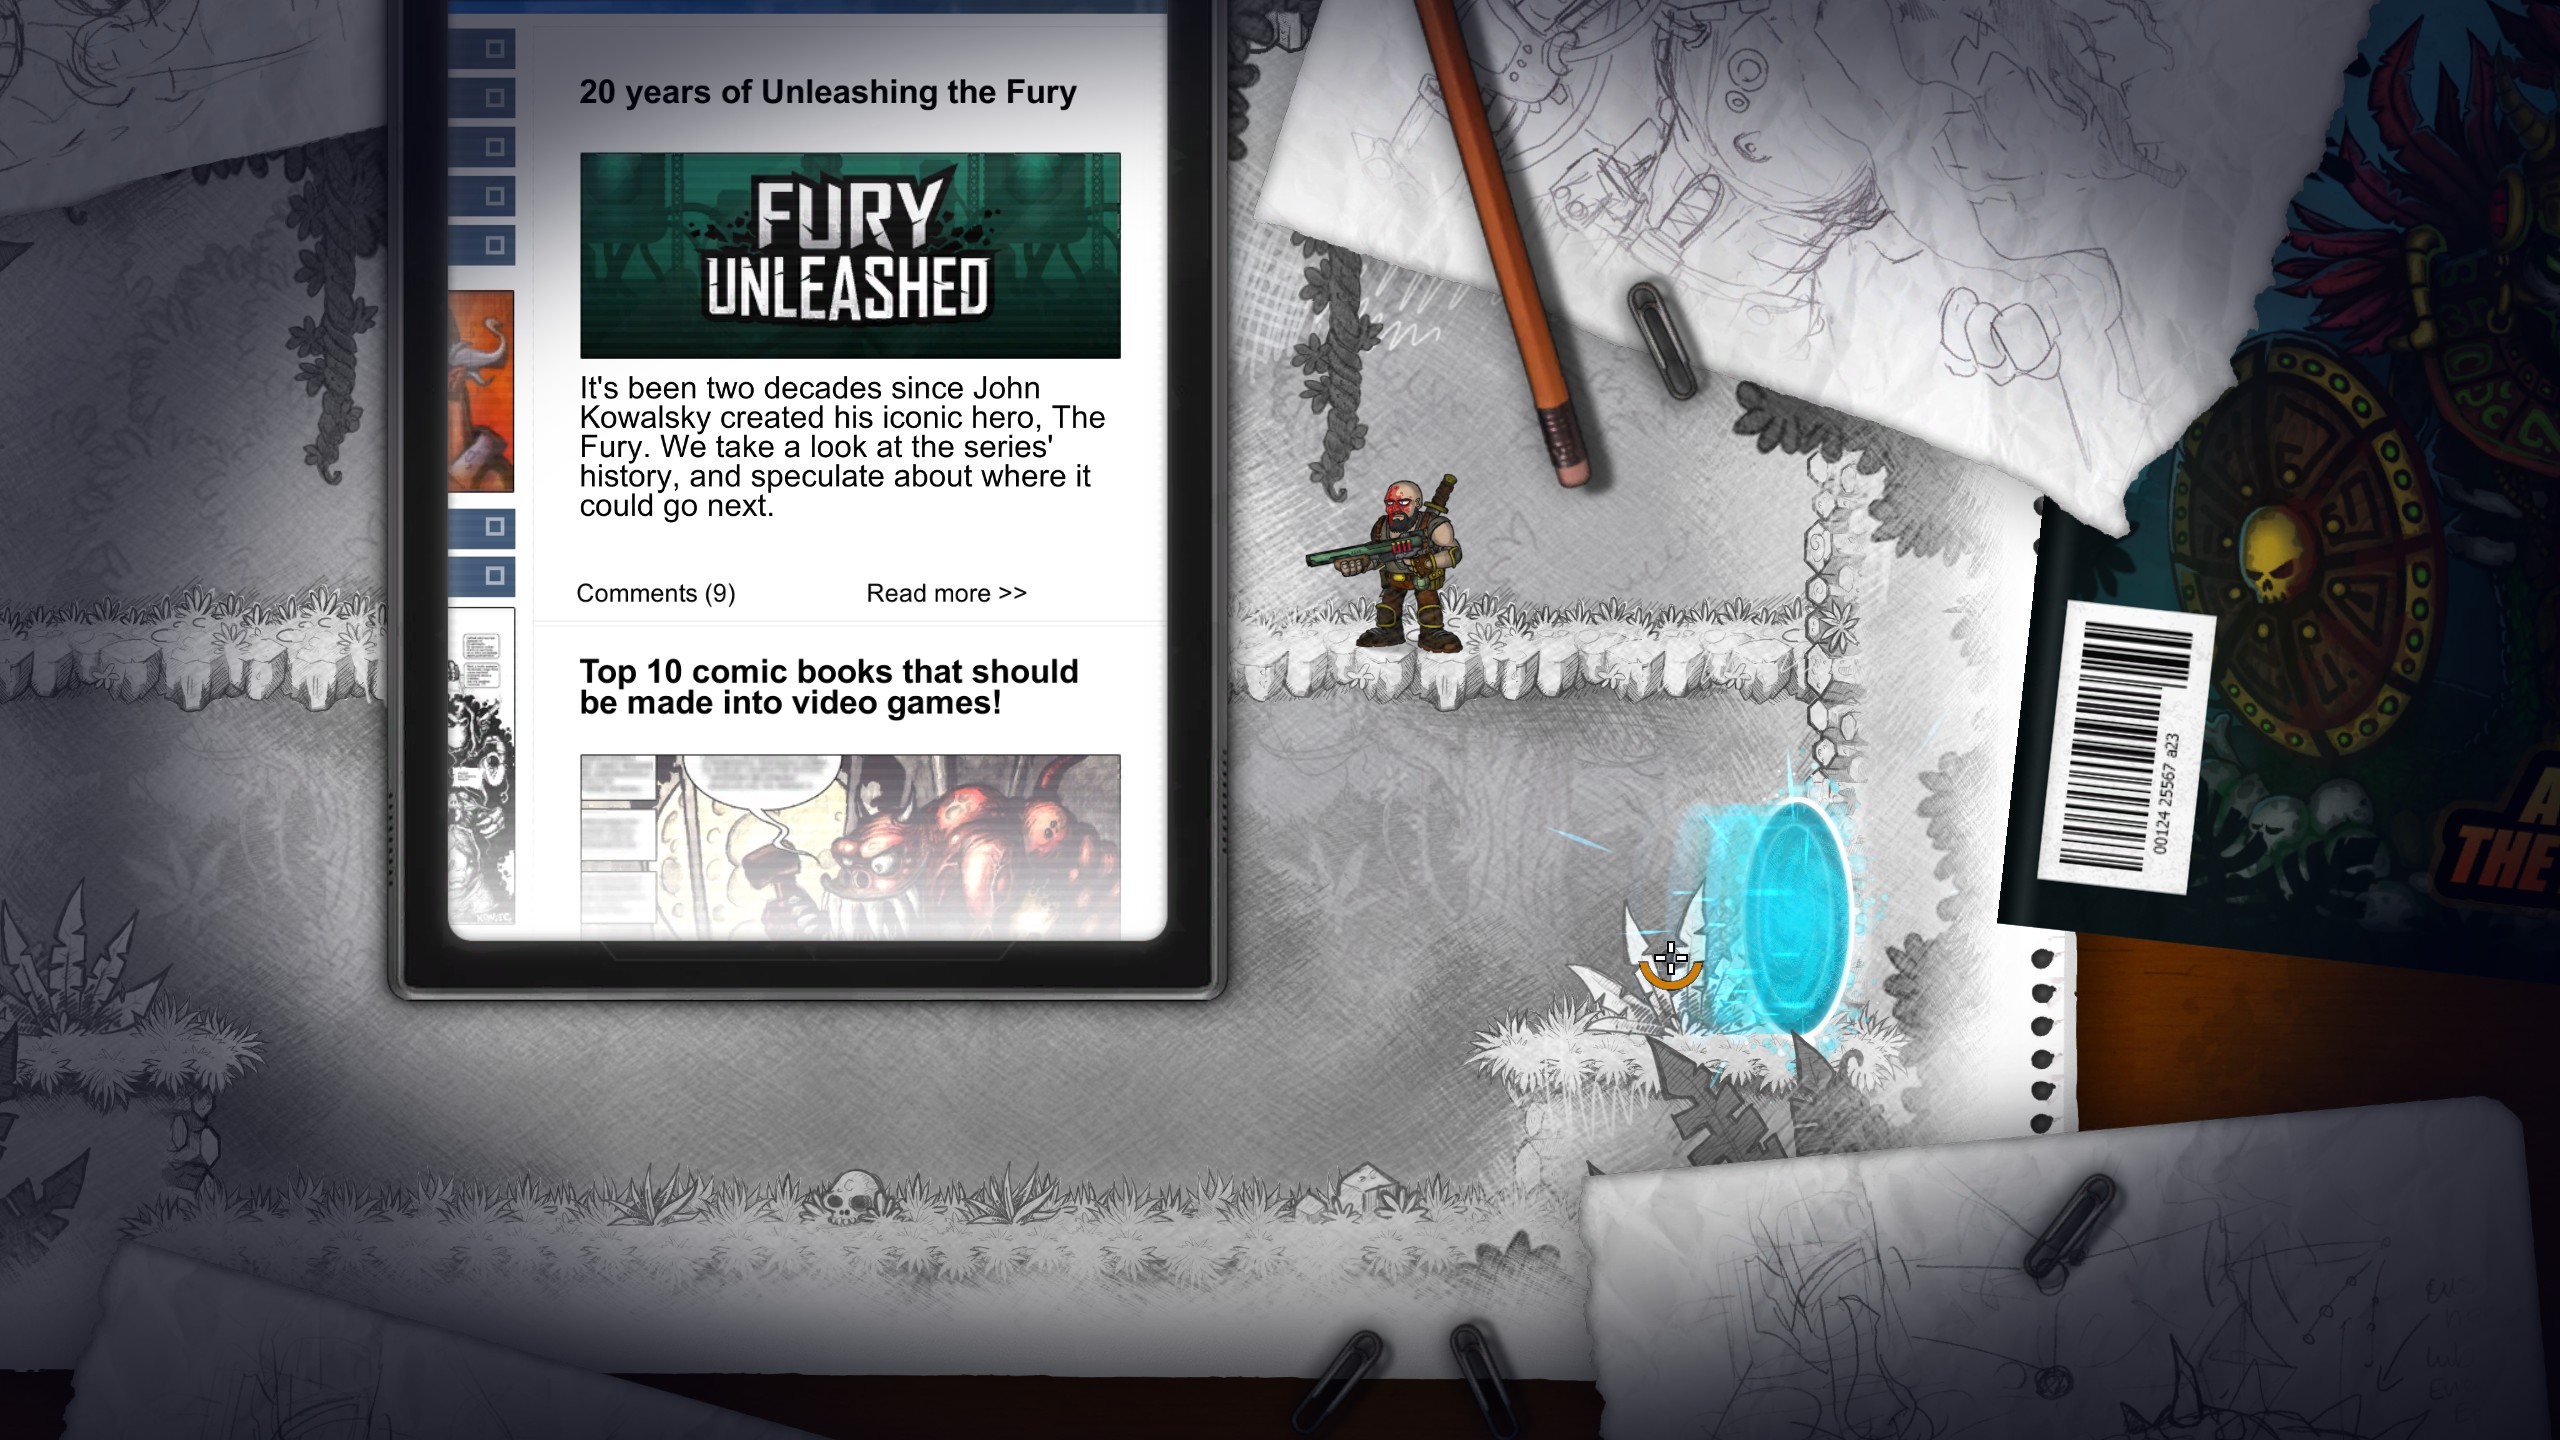 20 years of Unleashing the Fury
FURY
UNLEASHED
It's been two decades since John
Kowalsky created his iconic hero, The
Fury. We take a look at the series'
history, and speculate about where it
could go next.
Comments (9)
Read more >>
Top 10 comic books that should
be made into video games!
00124 25567 a23
THE